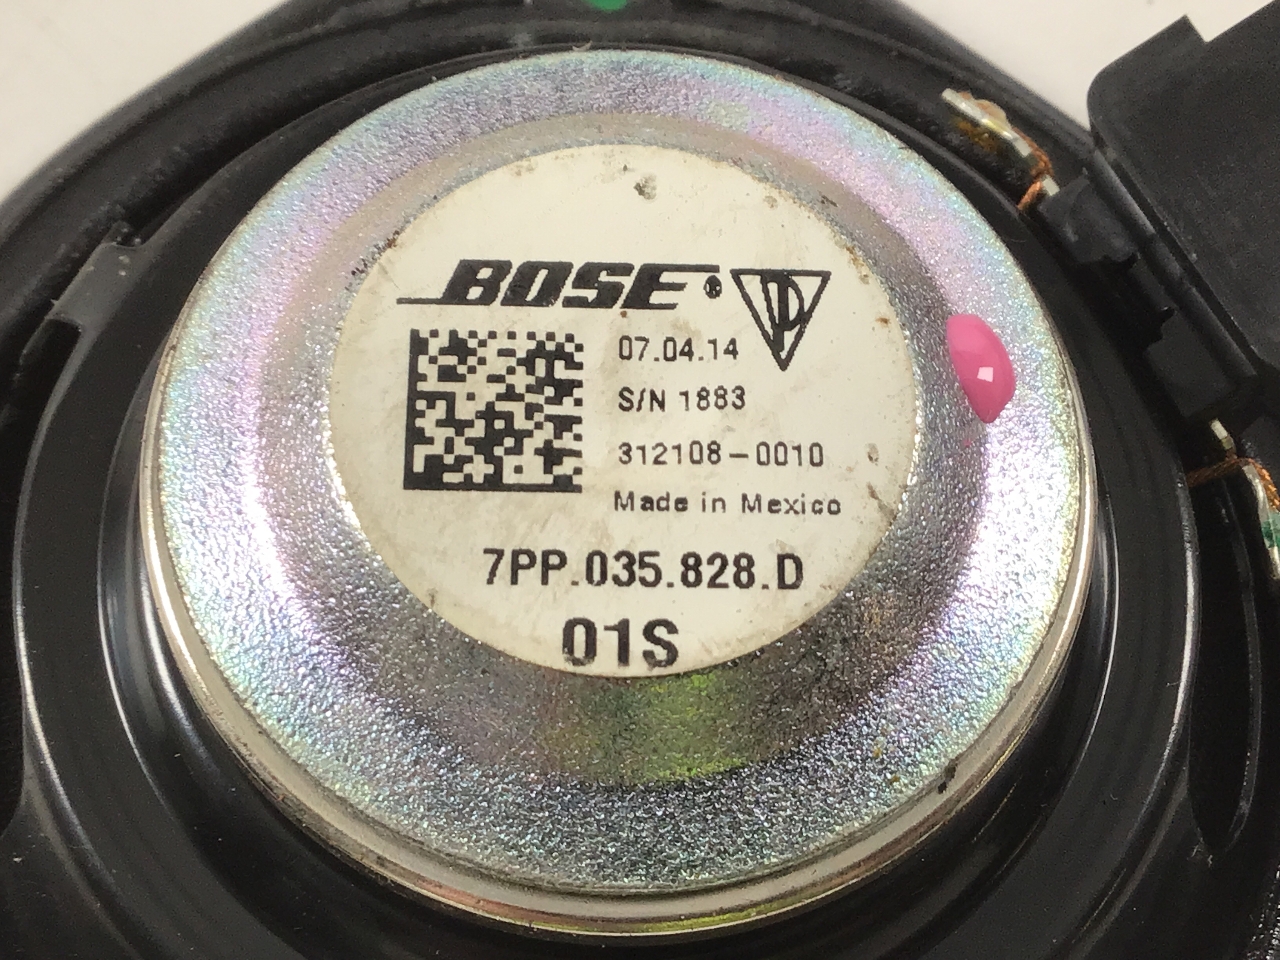 BOSE®
07.04.14
S/N 1883
312108-0010
Made in Mexico
7PP.035.828.D
01S